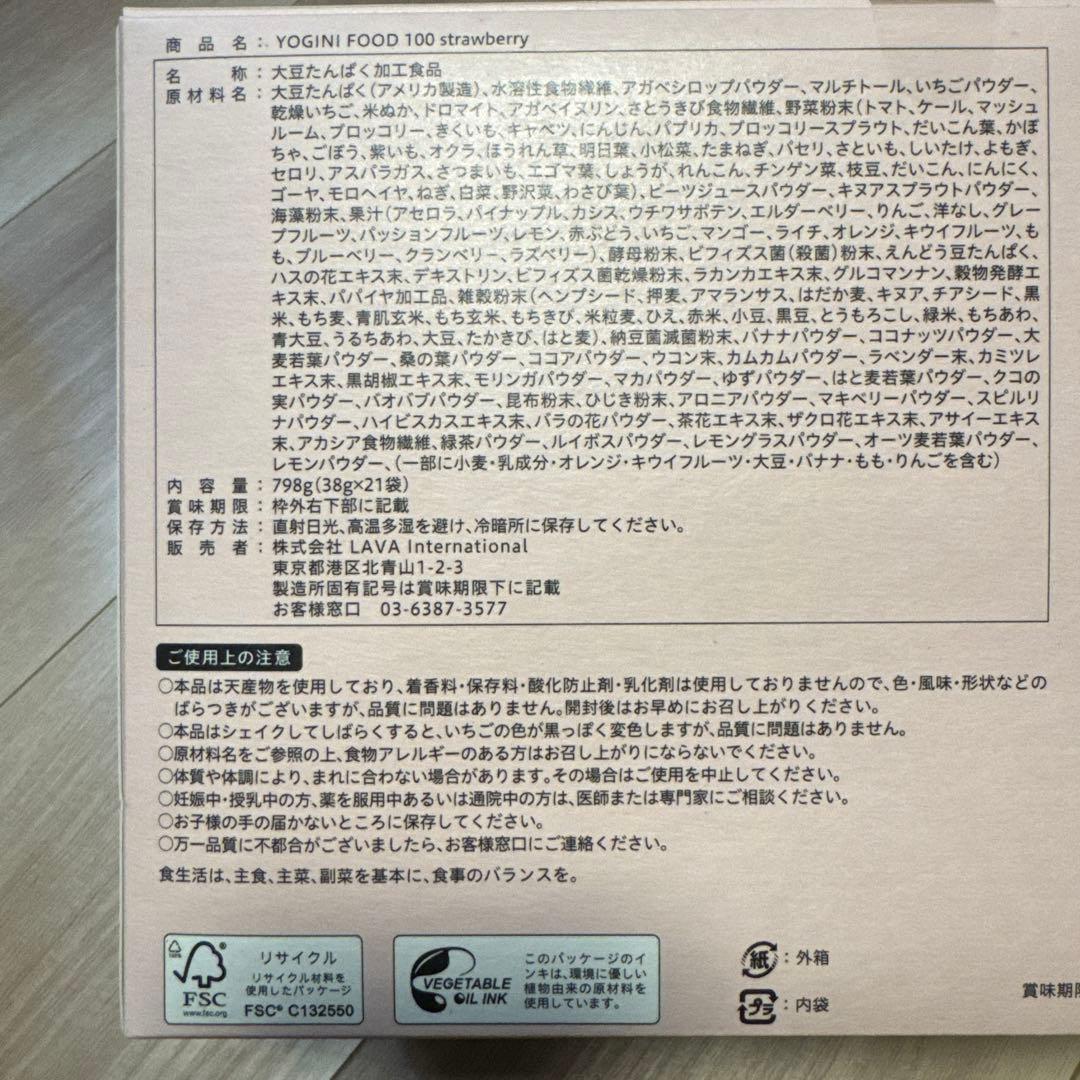 商品名：YOGINI FOOD 100 strawberry
名称：大豆たんぱく加工食品
原材料名：大豆たんぱく（アメリカ製造）、水溶性食物繊維、アガベシロップパウダー、マルチトール、いちごパウダー、
乾燥いちご、米ぬか、ドロマイト、アガベイヌリン、さとうきび食物繊維、野菜粉末（トマト、ケール、マッシュ
ルーム、ブロッコリー、きくいも、キャベツ、にんじん、パプリカ、ブロッコリースプラウト、だいこん葉、かぼ
ちゃ、ごぼう、紫いも、オクラ、ほうれん草、明日葉、小松菜、たまねぎ、パセリ、さといも、しいたけ、よもぎ、
セロリ、アスパラガス、さつまいも、エゴマ葉、しょうが、れんこん、チンゲン菜、枝豆、だいこん、にんにく、
ゴーヤ、モロヘイヤ、ねぎ、白菜、野沢菜、わさび葉）、ビーツジュースパウダー、キヌアスプラウトパウダー、
海藻粉末、果汁（アセロラ、パイナップル、カシス、ウチワサボテン、エルダーベリー、りんご、洋なし、グレー
プフルーツ、パッションフルーツ、レモン、赤ぶどう、いちご、マンゴー、ライチ、オレンジ、キウイフルーツ、も
も、ブルーベリー、クランベリー、ラズベリー）、酵母粉末、ビフィズス菌（殺菌）粉末、えんどう豆たんぱく、
ハスの花エキス末、デキストリン、ビフィズス菌乾燥粉末、ラカンカエキス末、グルコマンナン、穀物発酵エ
キス末、パパイヤ加工品、雑穀粉末（ヘンプシード、押麦、アマランサス、はだか麦、キヌア、チアシード、黒
米、もち麦、青肌玄米、もち玄米、もちきび、米粒麦、ひえ、赤米、小豆、黒豆、とうもろこし、緑米、もちあわ、
青大豆、うるちあわ、大豆、たかきび、はと麦）、納豆菌滅菌粉末、バナナパウダー、ココナッツパウダー、大
麦若葉パウダー、桑の葉パウダー、ココアパウダー、ウコン末、カムカムパウダー、ラベンダー末、カミツレ
エキス末、黒胡椒エキス末、モリンガパウダー、マカパウダー、ゆずパウダー、はと麦若葉パウダー、クコの
実パウダー、バオバブパウダー、昆布粉末、ひじき粉末、アロニアパウダー、マキベリーパウダー、スピルリ
ナパウダー、ハイビスカスエキス末、バラの花パウダー、茶花エキス末、ザクロ花エキス末、アサイーエキス
末、アカシア食物繊維、緑茶パウダー、ルイボスパウダー、レモングラスパウダー、オーツ麦若葉パウダー、
レモンパウダー、（一部に小麦・乳成分・オレンジ・キウイフルーツ・大豆・バナナ・もも・りんごを含む）
内容量：798g（38g×21袋）
賞味期限：枠外右下部に記載
保存方法：直射日光、高温多湿を避け、冷暗所に保存してください。
販売者：株式会社 LAVA International
東京都港区北青山1-2-3
製造所固有記号は賞味期限下に記載
お客様窓口 03-6387-3577
ご使用上の注意
○本品は天産物を使用しており、着香料・保存料・酸化防止剤・乳化剤は使用しておりませんので、色・風味・形状などの
ばらつきがございますが、品質に問題はありません。開封後はお早めにお召し上がりください。
○本品はシェイクしてしばらくすると、いちごの色が黒っぽく変色しますが、品質に問題はありません。
○原材料名をご参照の上、食物アレルギーのある方はお召し上がりにならないでください。
○体質や体調により、まれに合わない場合があります。その場合はご使用を中止してください。
○妊娠中・授乳中の方、薬を服用中あるいは通院中の方は、医師または専門家にご相談ください。
○お子様の手の届かないところに保存してください。
○万一品質に不都合がございましたら、お客様窓口にご連絡ください。
食生活は、主食、主菜、副菜を基本に、食事のバランスを。
100%
FSC
www.fsc.org
リサイクル
リサイクル材料を
使用したパッケージ
FSC® C132550
VEGETABLE
OIL INK
このパッケージのイ
ンキは、環境に優しい
植物由来の原材料を
使用しています。
紙：外箱
プラ：内袋
賞味期限